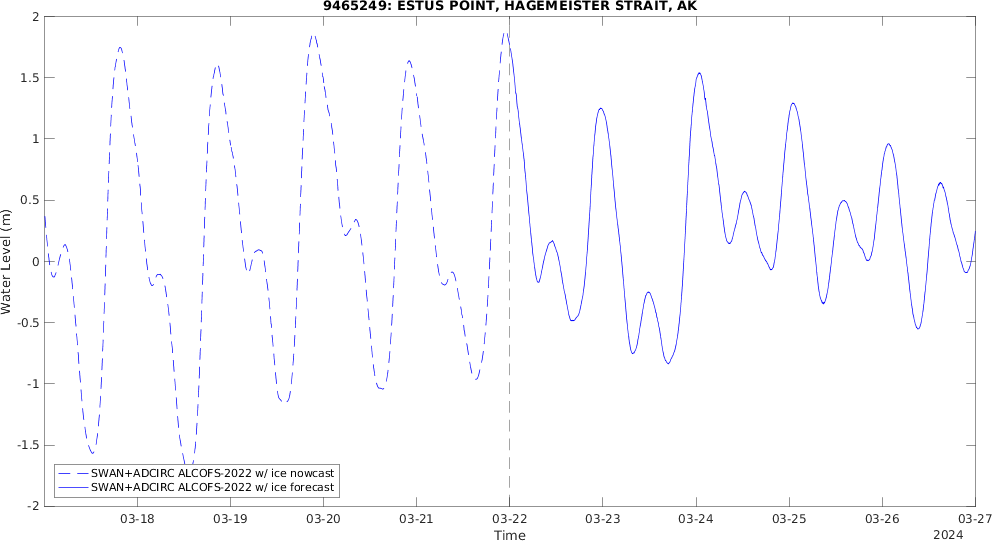 9465249: ESTUS POINT, HAGEMEISTER STRAIT, AK
2
1.5
1
0.5
0
-0.5
-1
-1.5
-2
Water Level (m)
SWAN+ADCIRC ALCOFS-2022 w/ ice nowcast
SWAN+ADCIRC ALCOFS-2022 w/ ice forecast
03-18 03-19 03-20 03-21 03-22 03-23 03-24 03-25 03-26 03-27
Time
2024